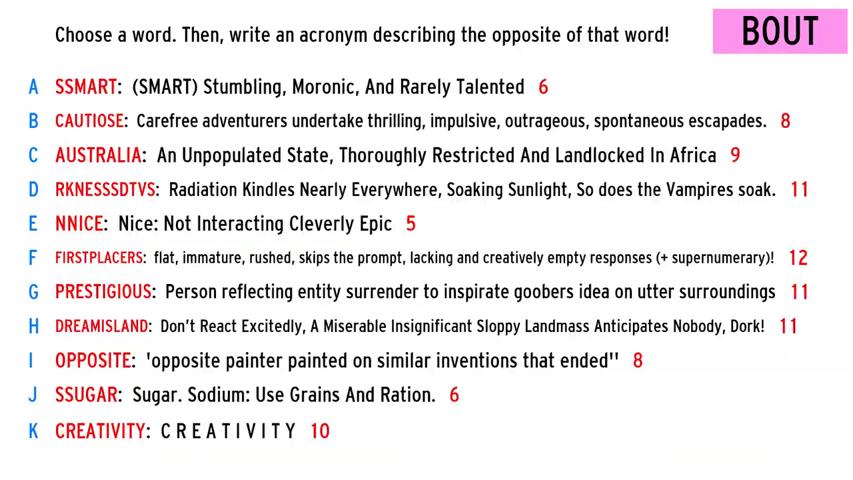 Choose a word. Then, write an acronym describing the opposite of that word!
BOUT
A SSMART: (SMART) Stumbling, Moronic, And Rarely Talented 6
B CAUTIOSE: Carefree adventurers undertake thrilling, impulsive, outrageous, spontaneous escapades. 8
C AUSTRALIA: An Unpopulated State, Thoroughly Restricted And Landlocked In Africa 9
D RKNESSSDTVS: Radiation Kindles Nearly Everywhere, Soaking Sunlight, So does the Vampires soak. 11
E NNICE: Nice: Not Interacting Cleverly Epic 5
F FIRSTPLACERS: flat, immature, rushed, skips the prompt, lacking and creatively empty responses (+ supernumerary)! 12
G PRESTIGIOUS: Person reflecting entity surrender to inspirate goobers idea on utter surroundings 11
H DREAMISLAND: Don't React Excitedly, A Miserable Insignificant Sloppy Landmass Anticipates Nobody, Dork! 11
I OPPOSITE: 'opposite painter painted on similar inventions that ended" 8
J SSUGAR: Sugar. Sodium: Use Grains And Ration. 6
K CREATIVITY: C R E A T I V I T Y 10